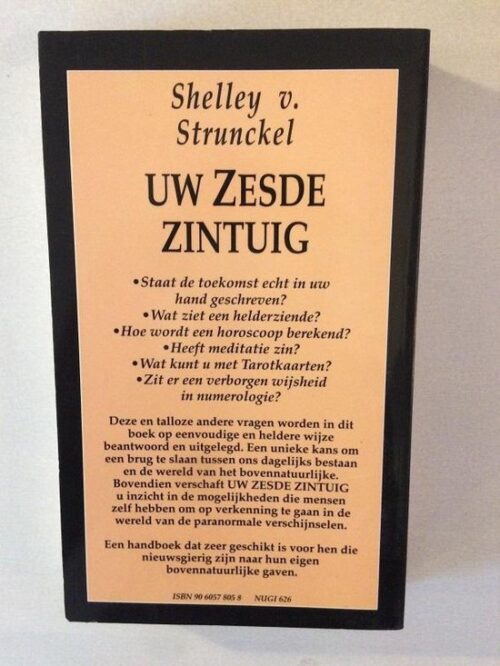 Shelley v.
Strunckel
UW ZESDE
ZINTUIG
•Staat de toekomst echt in uw
hand geschreven?
•Wat ziet een helderziende?
•Hoe wordt een horoscoop berekend?
•Heeft meditatie zin?
•Wat kunt u met Tarotkaarten?
•Zit er een verborgen wijsheid
in numerologie?
Deze en talloze andere vragen worden in dit
boek op eenvoudige en heldere wijze
beantwoord en uitgelegd. Een unieke kans om
een brug te slaan tussen ons dagelijks bestaan
en de wereld van het bovennatuurlijke.
Bovendien verschaft UW ZESDE ZINTUIG
u inzicht in de mogelijkheden die mensen
zelf hebben om op verkenning te gaan in de
wereld van de paranormale verschijnselen.
Een handboek dat zeer geschikt is voor hen die
nieuwsgierig zijn naar hun eigen
bovennatuurlijke gaven.
ISBN 90 6057 805 8 NUGI 626